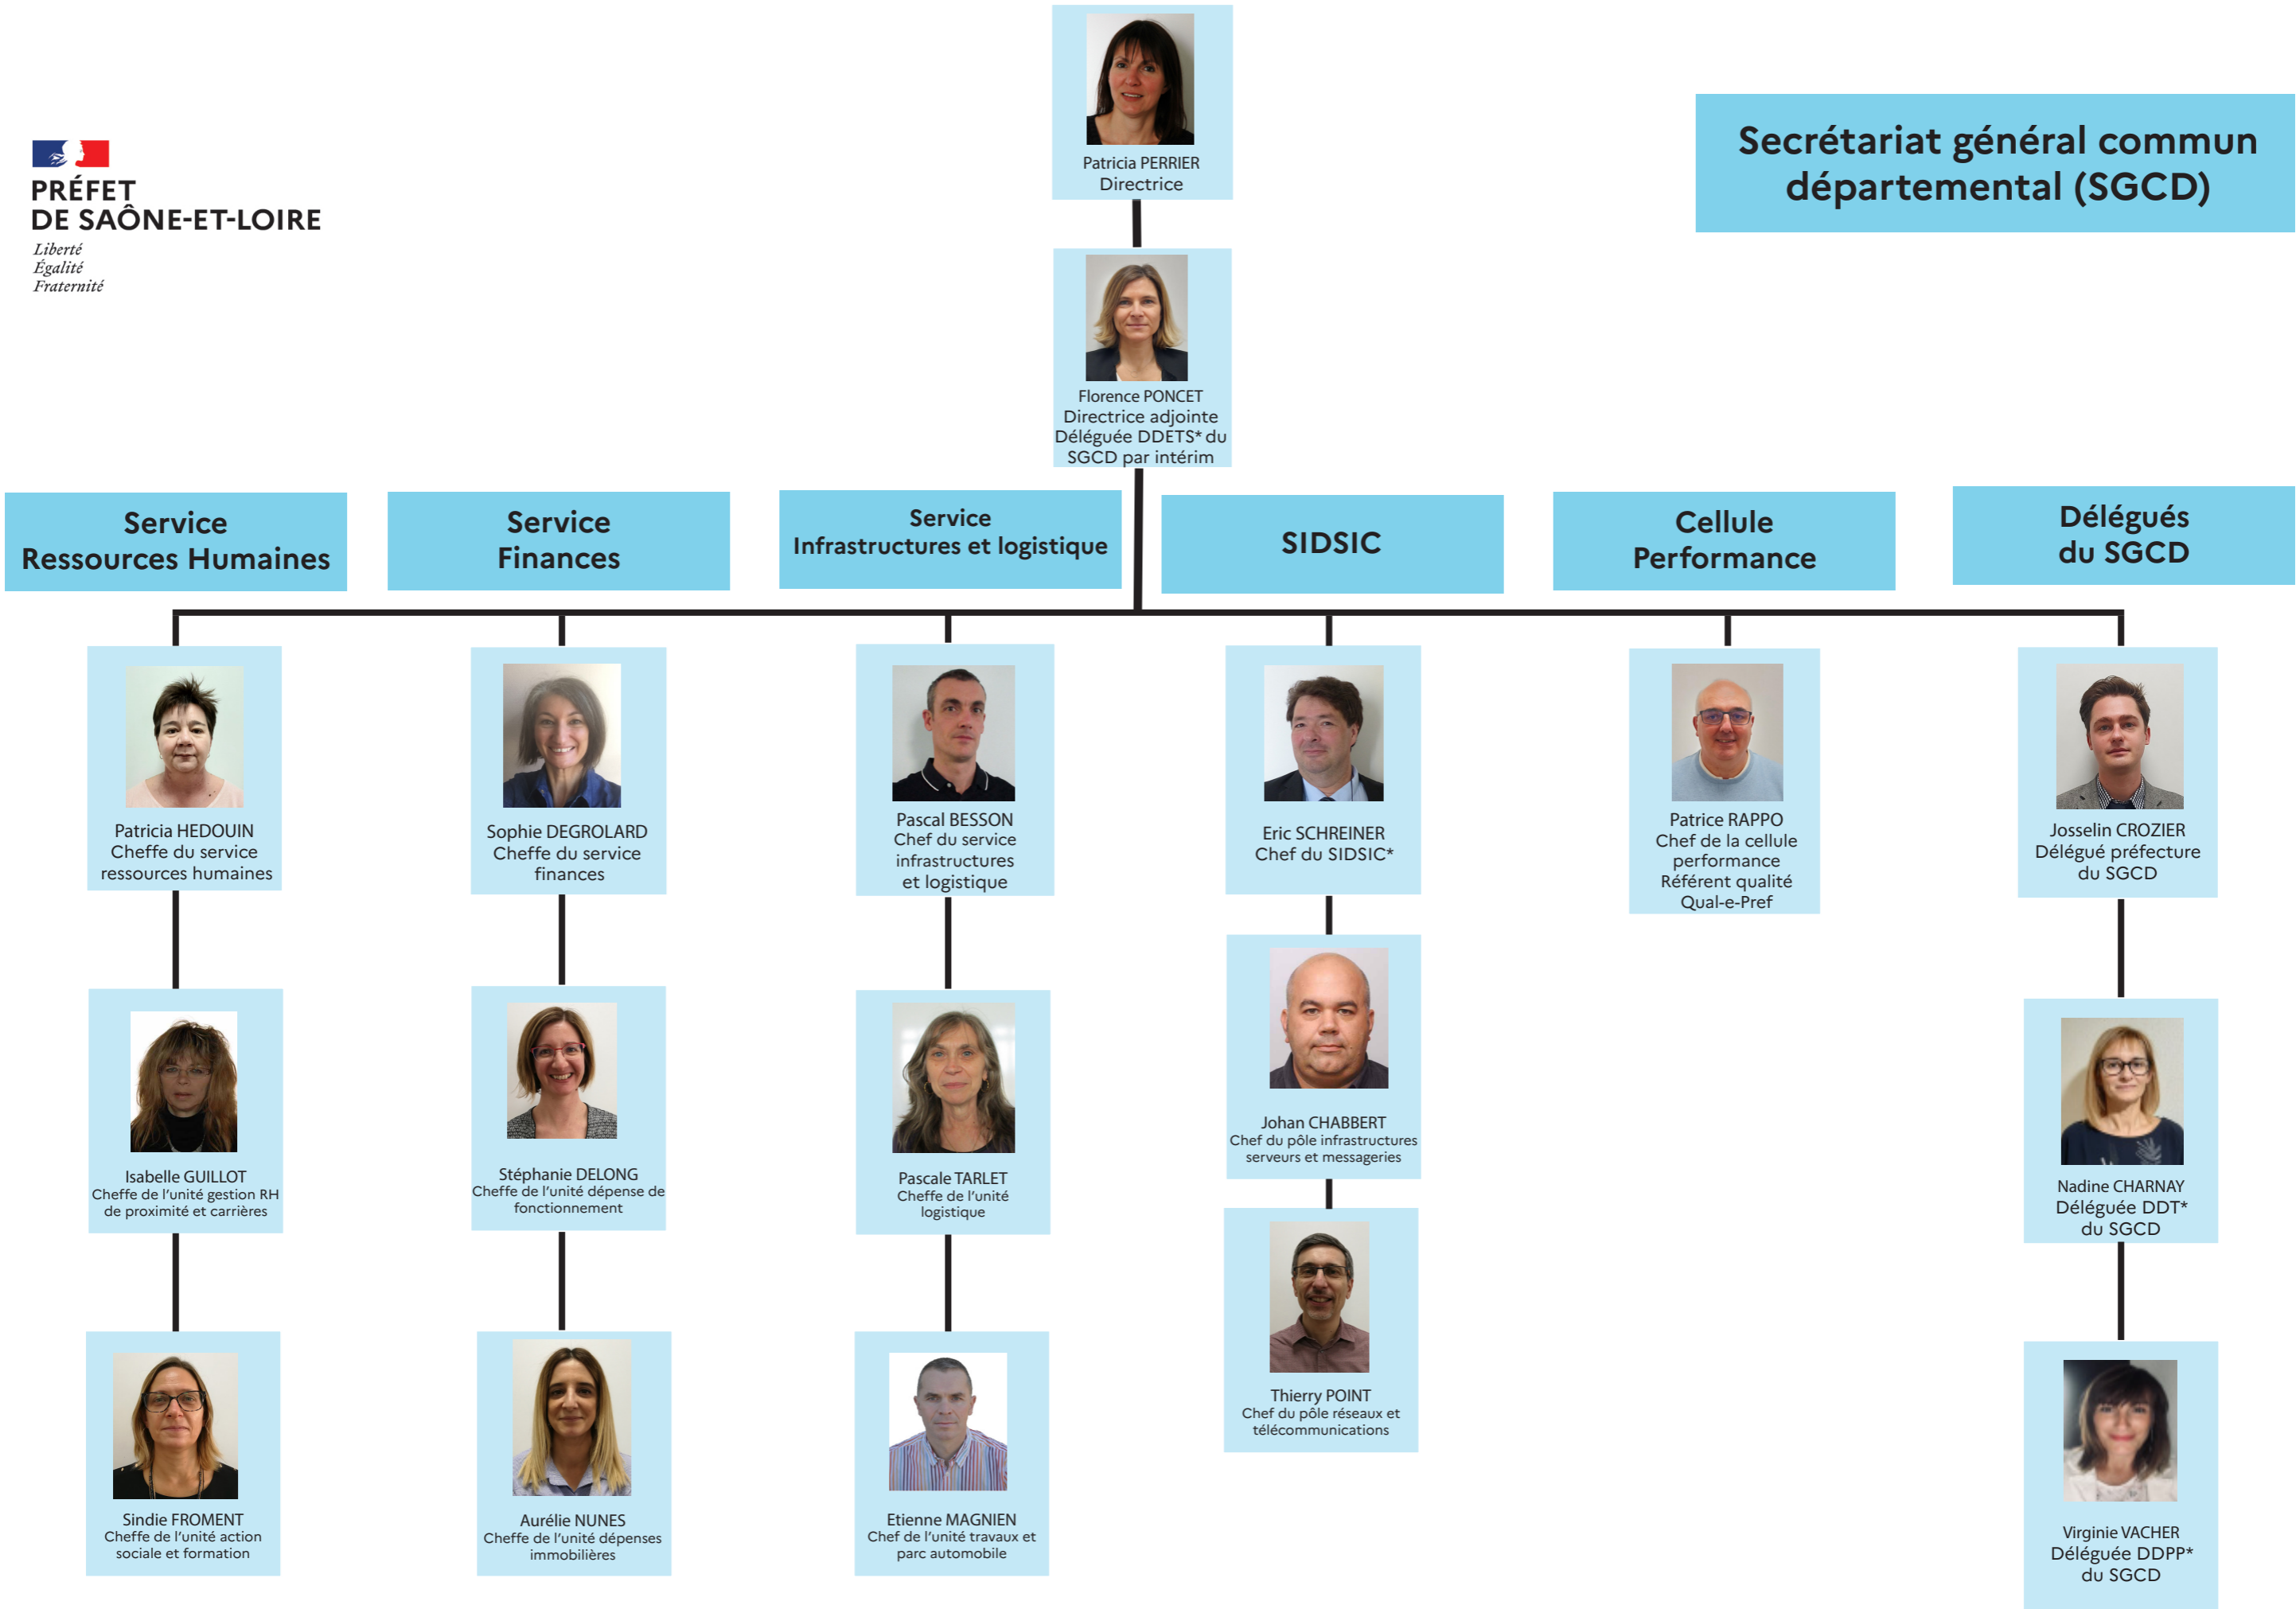 PRÉFET
DE SAÔNE-ET-LOIRE
Liberté
Égalité
Fraternité
Secrétariat général commun
départemental (SGCD)
Patricia PERRIER
Directrice
Florence PONCET
Directrice adjointe
Déléguée DDETS* du
SGCD par intérim
Service
Ressources Humaines
Service
Finances
Service
Infrastructures et logistique
SIDSIC
Cellule
Performance
Délégués
du SGCD
Patricia HEDOUIN
Cheffe du service
ressources humaines
Sophie DEGROLARD
Cheffe du service
finances
Pascal BESSON
Chef du service
infrastructures
et logistique
Eric SCHREINER
Chef du SIDSIC*
Patrice RAPPO
Chef de la cellule
performance
Référent qualité
Qual-e-Pref
Josselin CROZIER
Délégué préfecture
du SGCD
Isabelle GUILLOT
Cheffe de l'unité gestion RH
de proximité et carrières
Stéphanie DELONG
Cheffe de l'unité dépense de
fonctionnement
Pascale TARLET
Cheffe de l'unité
logistique
Johan CHABBERT
Chef du pôle infrastructures
serveurs et messageries
Nadine CHARNAY
Déléguée DDT*
du SGCD
Sindie FROMENT
Cheffe de l'unité action
sociale et formation
Aurélie NUNES
Cheffe de l'unité dépenses
immobilières
Etienne MAGNIEN
Chef de l'unité travaux et
parc automobile
Thierry POINT
Chef du pôle réseaux et
télécommunications
Virginie VACHER
Déléguée DDPP*
du SGCD